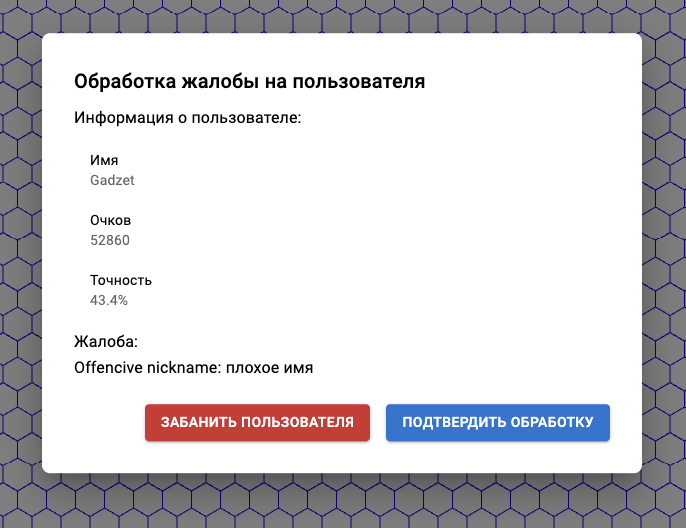 Обработка жалобы на пользователя
Информация о пользователе:
Имя
Gadzet
Очков
52860
Точность
43.4%
Жалоба:
Offencive nickname: плохое имя
ЗАБАНИТЬ ПОЛЬЗОВАТЕЛЯ ПОДТВЕРДИТЬ ОБРАБОТКУ